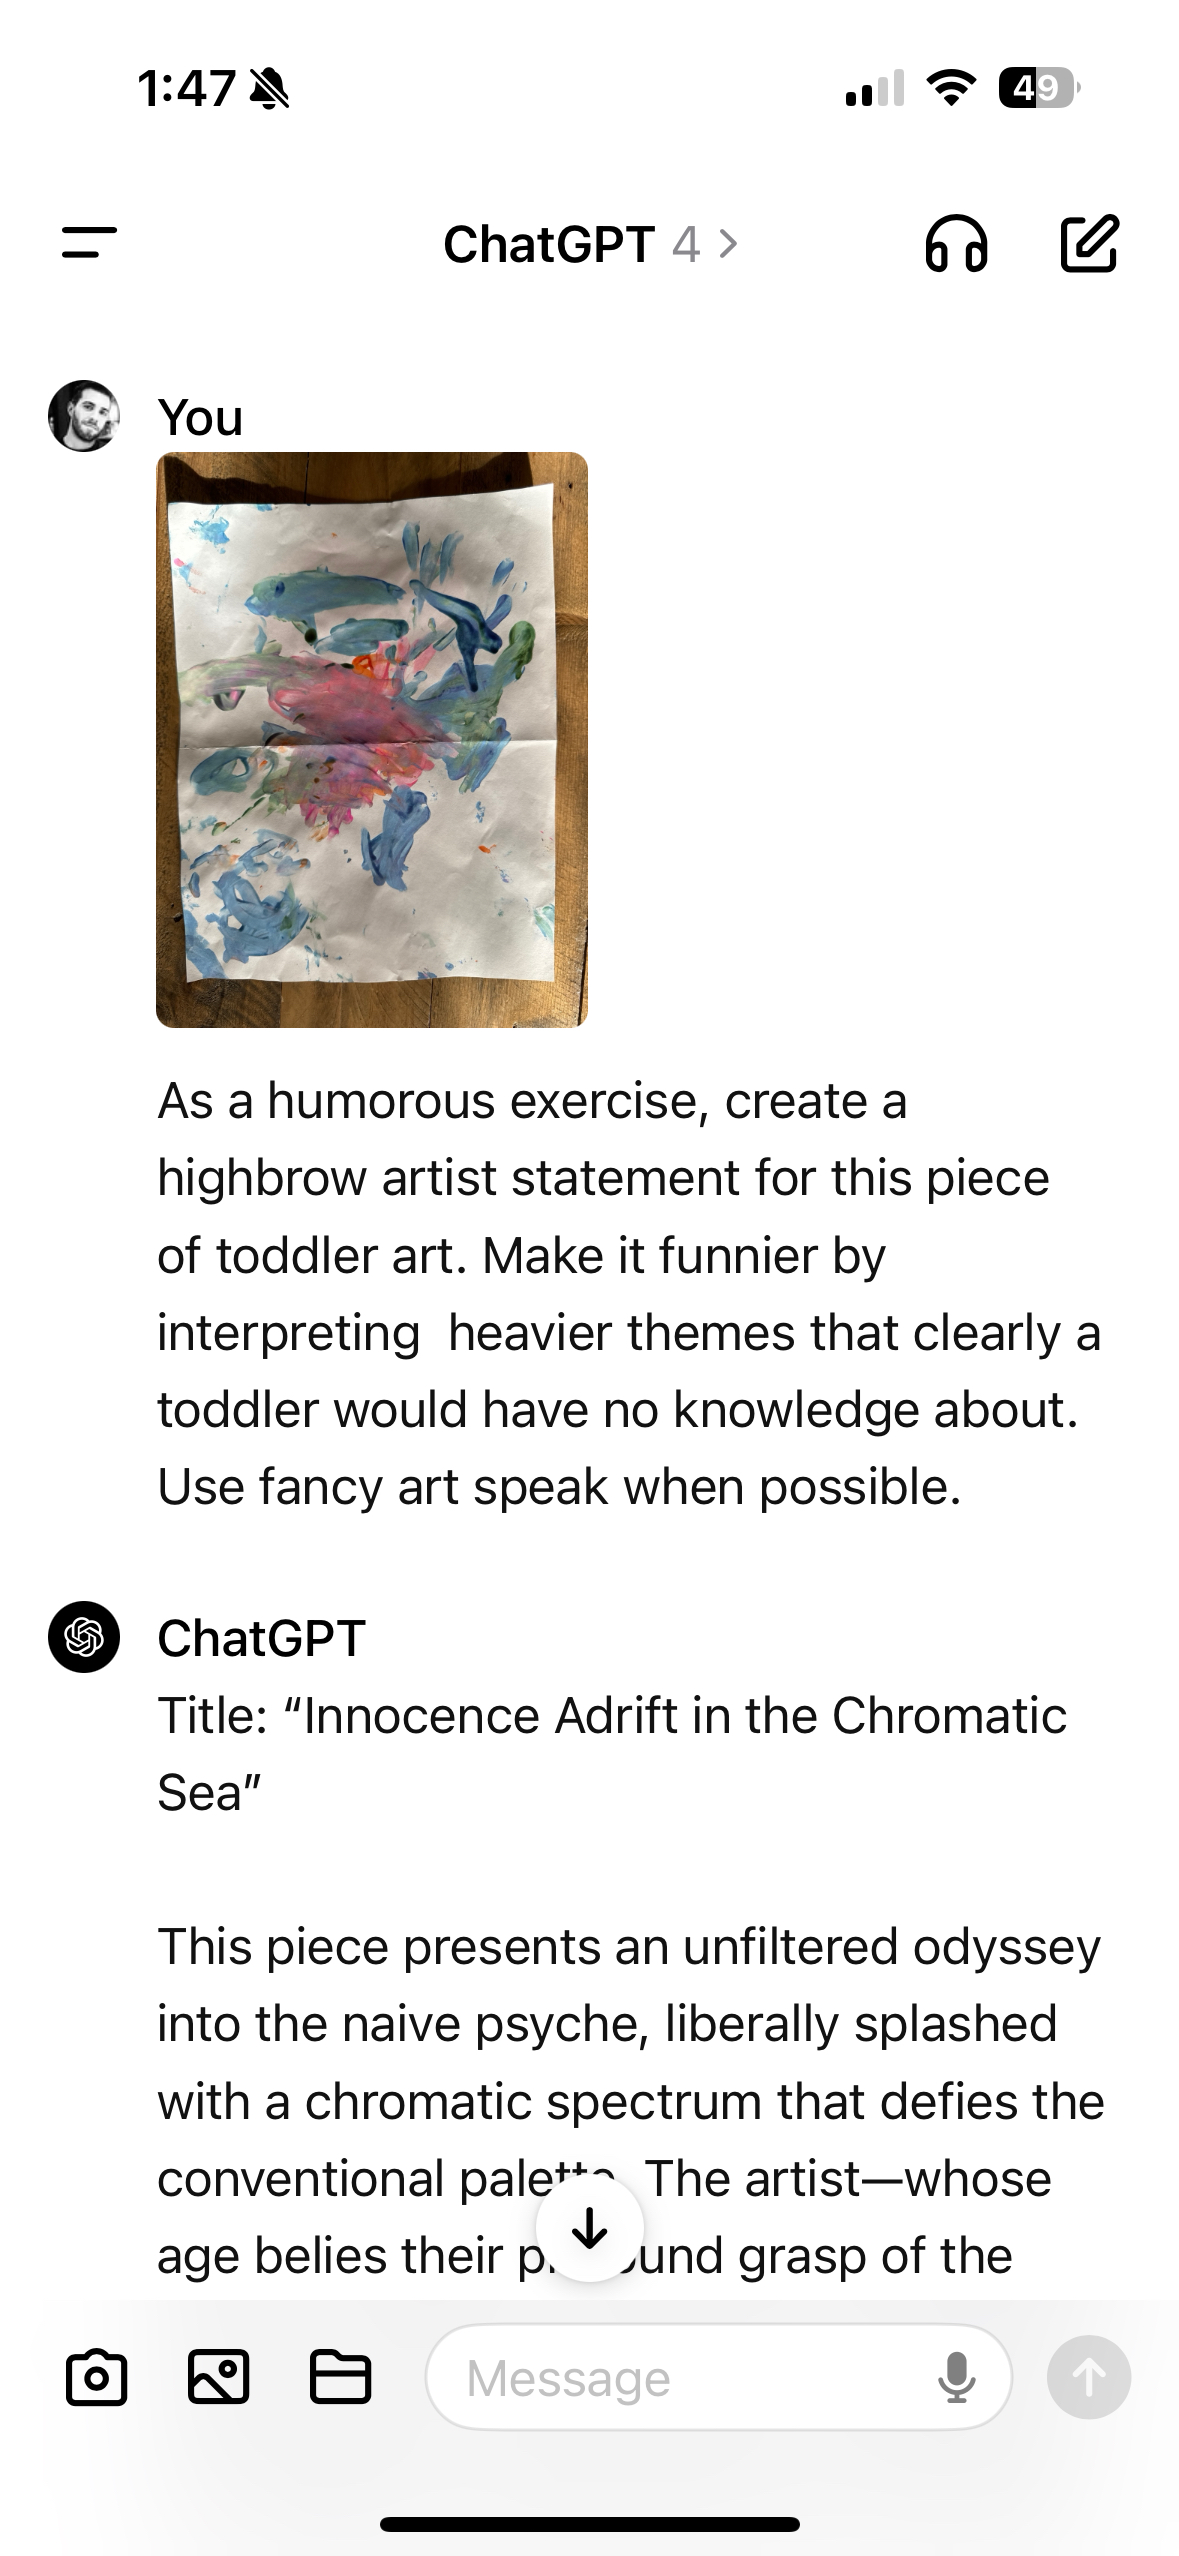 1:47
49
ChatGPT 4 >
You
As a humorous exercise, create a
highbrow artist statement for this piece
of toddler art. Make it funnier by
interpreting  heavier themes that clearly a
toddler would have no knowledge about.
Use fancy art speak when possible.
ChatGPT
Title: “Innocence Adrift in the Chromatic
Sea”
This piece presents an unfiltered odyssey
into the naive psyche, liberally splashed
with a chromatic spectrum that defies the
conventional palette. The artist—whose
age belies their grasp of the
Message